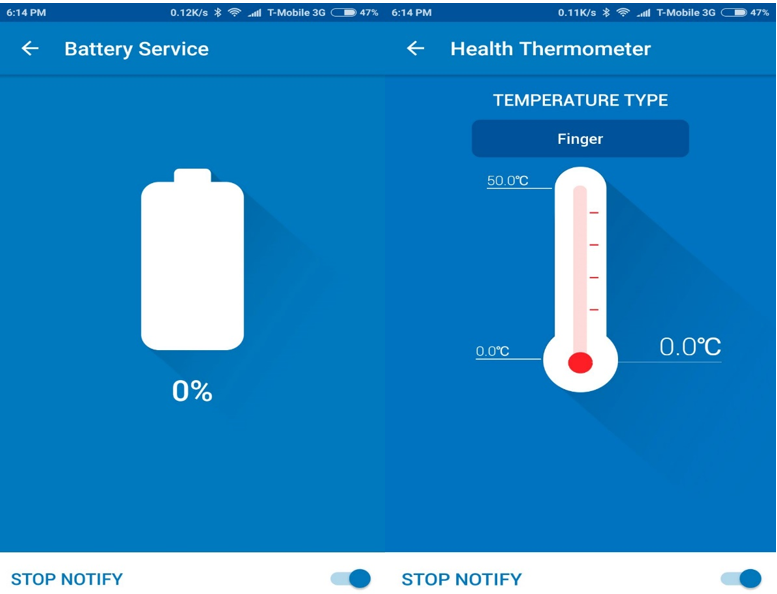 6:14 PM 0.12K/s T-Mobile 3G 47%
Battery Service
0%
STOP NOTIFY
6:14 PM 0.11K/s T-Mobile 3G 47%
Health Thermometer
TEMPERATURE TYPE
Finger
50.0℃
0.0℃
0.0℃
STOP NOTIFY